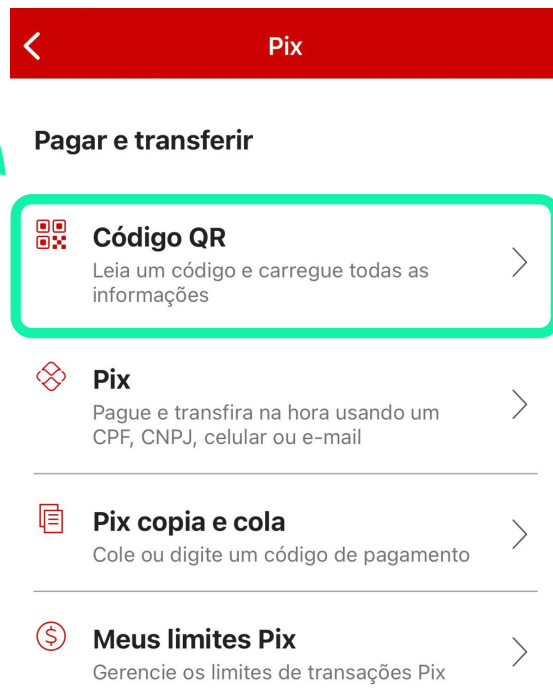 Pix
Pagar e transferir
Código QR
Leia um código e carregue todas as
informações
Pix
Pague e transfira na hora usando um
CPF, CNPJ, celular ou e-mail
Pix copia e cola
Cole ou digite um código de pagamento
Meus limites Pix
Gerencie os limites de transações Pix